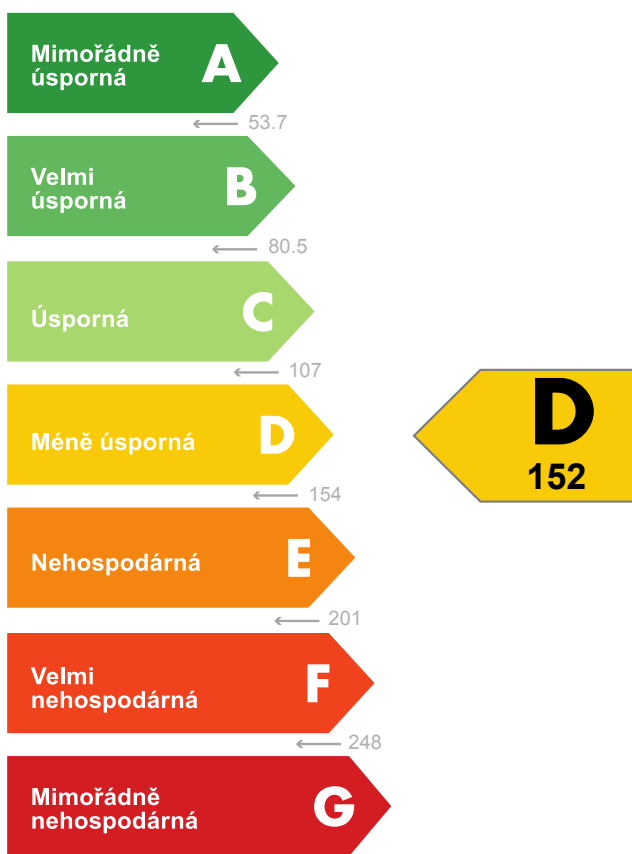 Mimořádně
úsporná
A
53.7
Velmi
úsporná
B
80.5
Úsporná
C
107
Méně úsporná
D
154
D
152
Nehospodárná
E
201
Velmi
nehospodárná
F
248
Mimořádně
nehospodárná
G